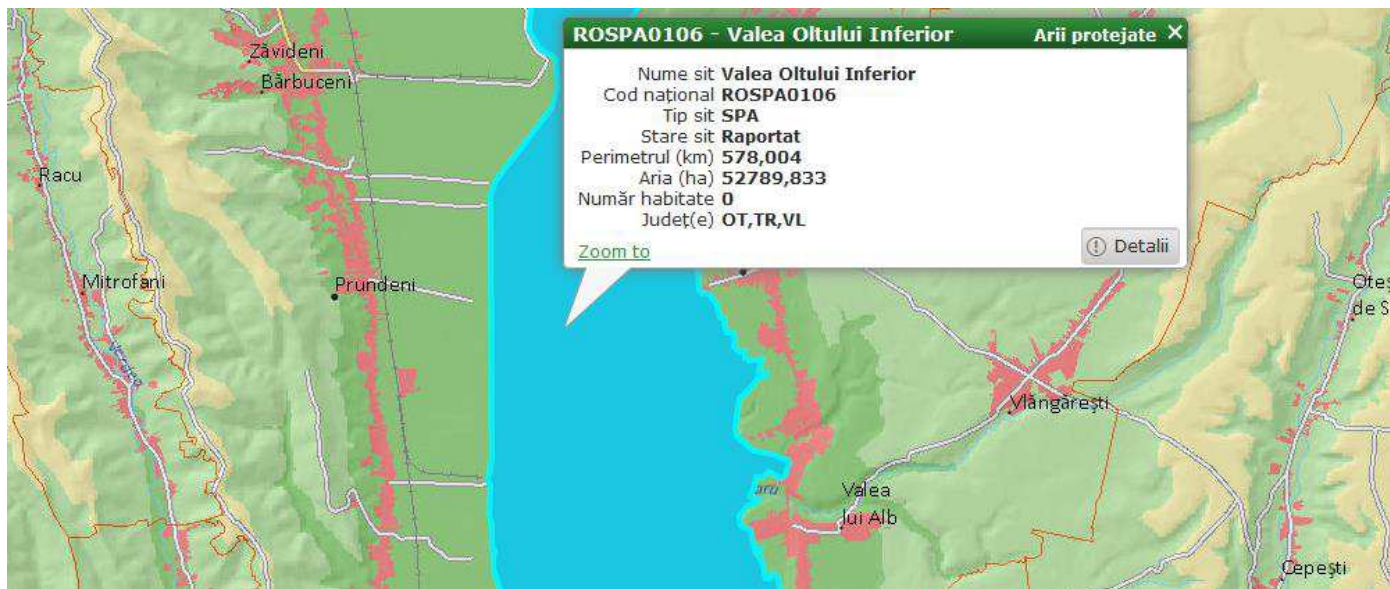 ROSPA0106 - Valea Oltului Inferior Arii protejate ×
Nume sit Valea Oltului Inferior
Cod național ROSPA0106
Tip sit SPA
Stare sit Raportat
Perimetrul (km) 578,004
Aria (ha) 52789,833
Număr habitate 0
Județ(e) OT,TR,VL
Zoom to
Detalii
Zăvideni
Bărbuceni
Racu
Mitrofani
Prundeni
Vlăngărești
Valea
lui Alb
Cepești